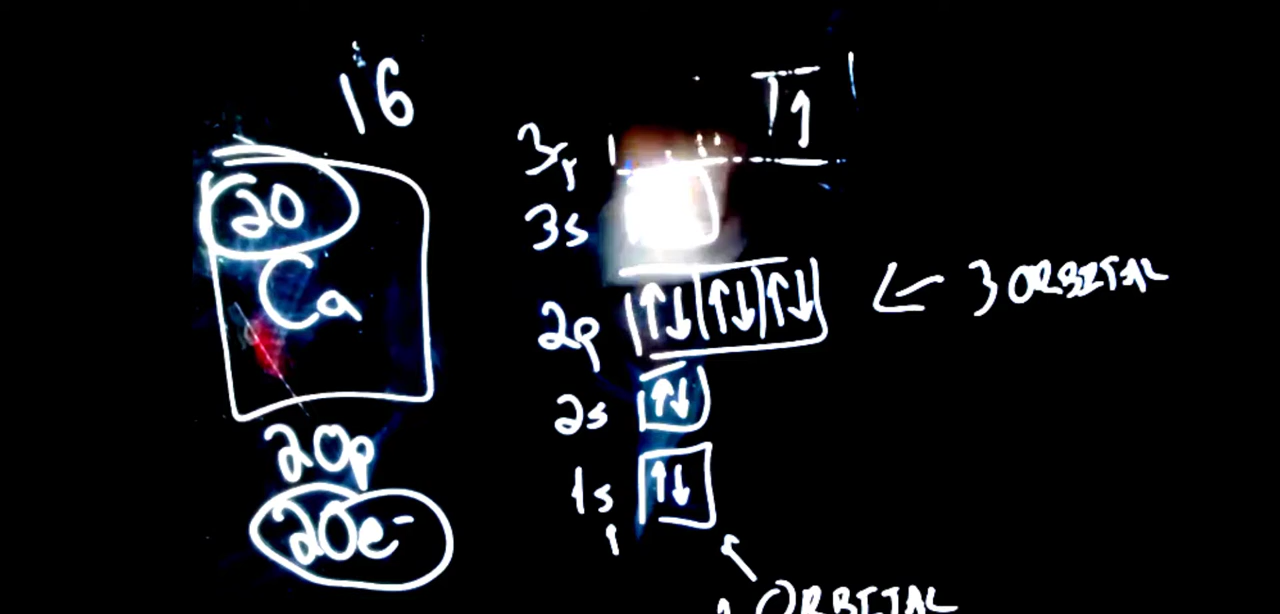 16
20
Ca
20p
20e-
3p
3s
2p ↑↓ ↑↓ ↑↓ ← 3 ORBITAL
2s ↑↓
1s ↑↓
ORBITAL